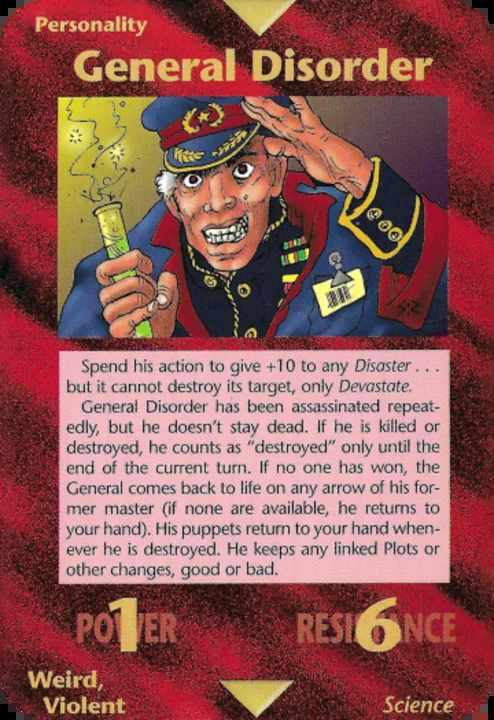 Personality
General Disorder
S.R
Spend his action to give +10 to any Disaster . . .
but it cannot destroy its target, only Devastate.
General Disorder has been assassinated repeat-
edly, but he doesn't stay dead. If he is killed or
destroyed, he counts as "destroyed" only until the
end of the current turn. If no one has won, the
General comes back to life on any arrow of his for-
mer master (if none are available, he returns to
your hand). His puppets return to your hand when-
ever he is destroyed. He keeps any linked Plots or
other changes, good or bad.
POWER 1
RESISTANCE 6
Weird,
Violent
Science